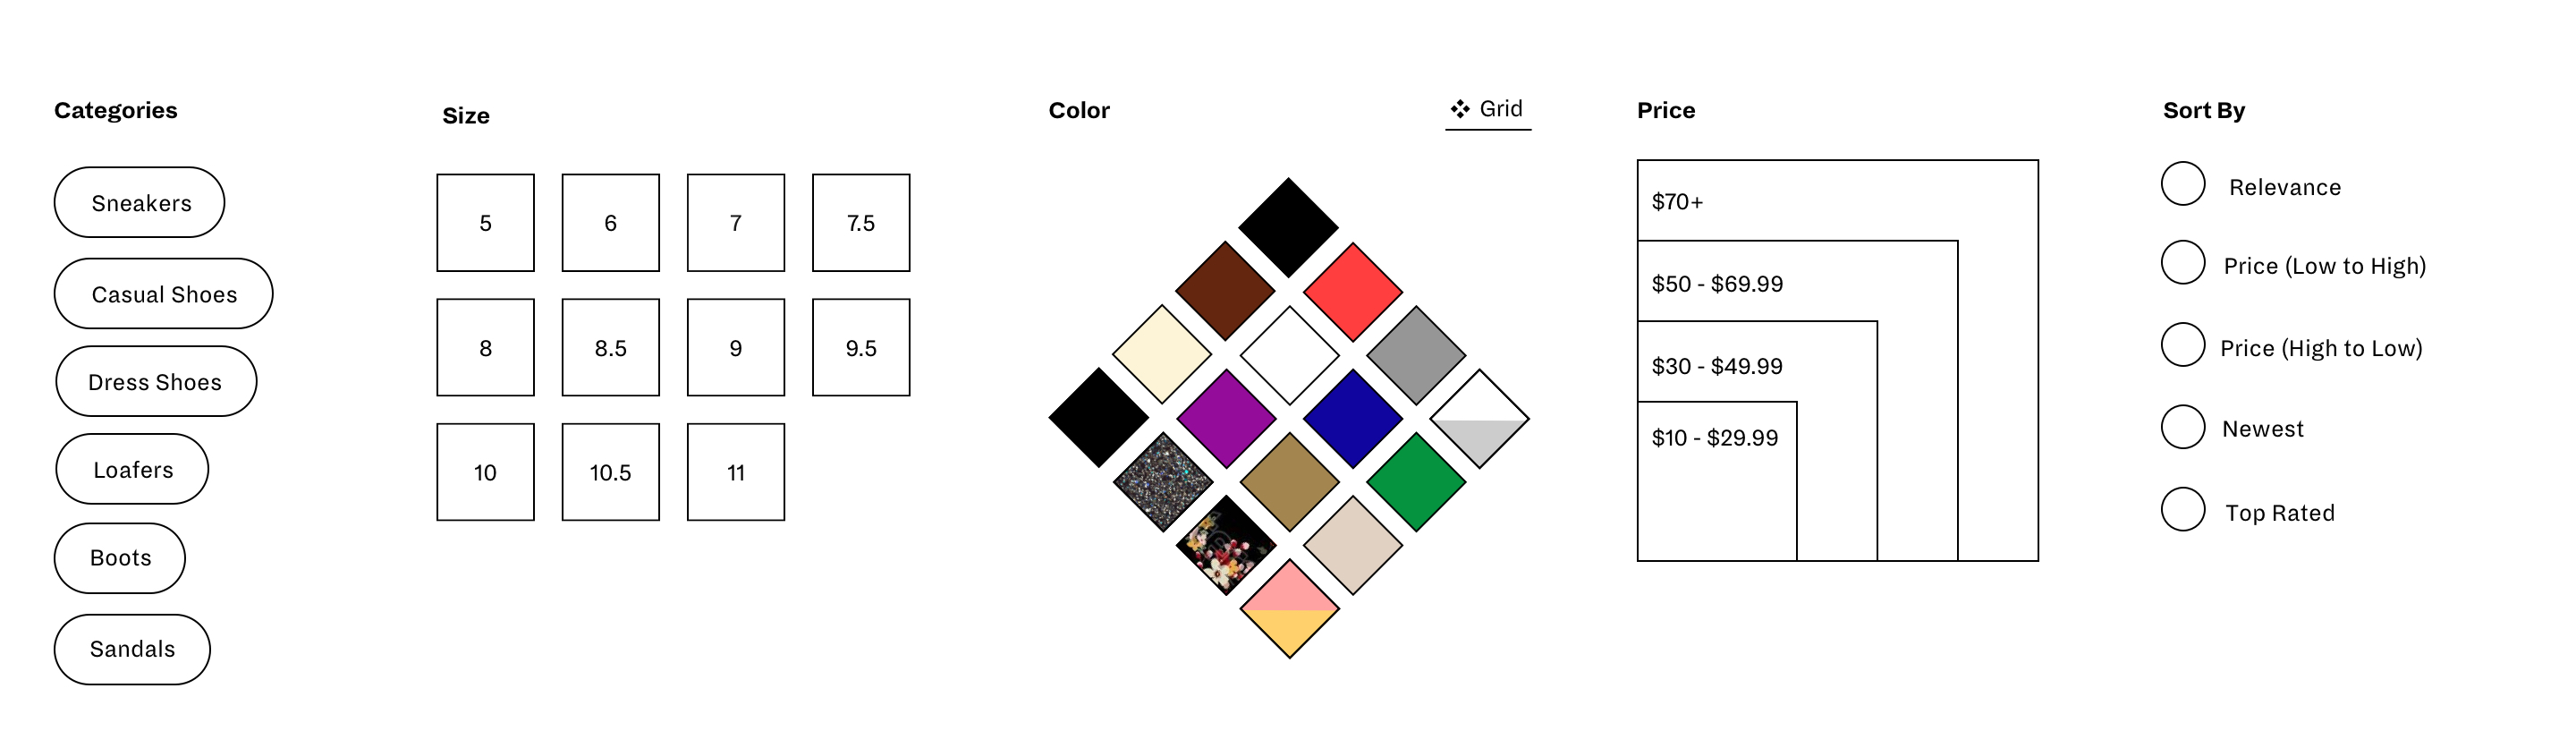 Categories
Sneakers
Casual Shoes
Dress Shoes
Loafers
Boots
Sandals
Size
5 6 7 7.5
8 8.5 9 9.5
10 10.5 11
Color
Grid
Price
$70+
$50 - $69.99
$30 - $49.99
$10 - $29.99
Sort By
Relevance
Price (Low to High)
Price (High to Low)
Newest
Top Rated